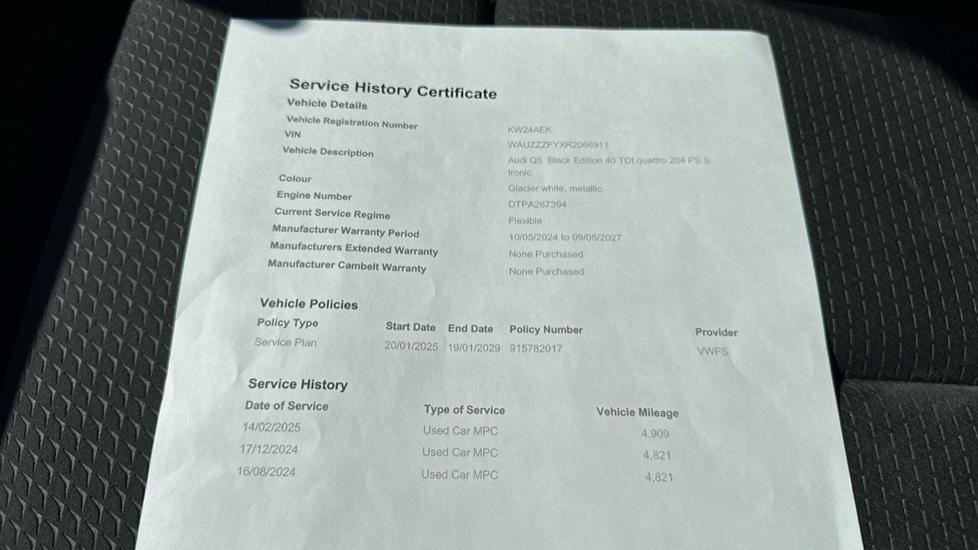 Service History Certificate
Vehicle Details
Vehicle Registration Number KW24AEK
VIN WAUZZZFYXR2066911
Vehicle Description Audi Q5 Black Edition 40 TDI quattro 204 PS S
tronic
Colour Glacier white, metallic
Engine Number DTPA267394
Current Service Regime Flexible
Manufacturer Warranty Period 10/05/2024 to 09/05/2027
Manufacturers Extended Warranty None Purchased
Manufacturer Cambelt Warranty None Purchased
Vehicle Policies
Policy Type Start Date End Date Policy Number Provider
Service Plan 20/01/2025 19/01/2029 915782017 VWFS
Service History
Date of Service Type of Service Vehicle Mileage
14/02/2025 Used Car MPC 4,909
17/12/2024 Used Car MPC 4,821
16/08/2024 Used Car MPC 4,821